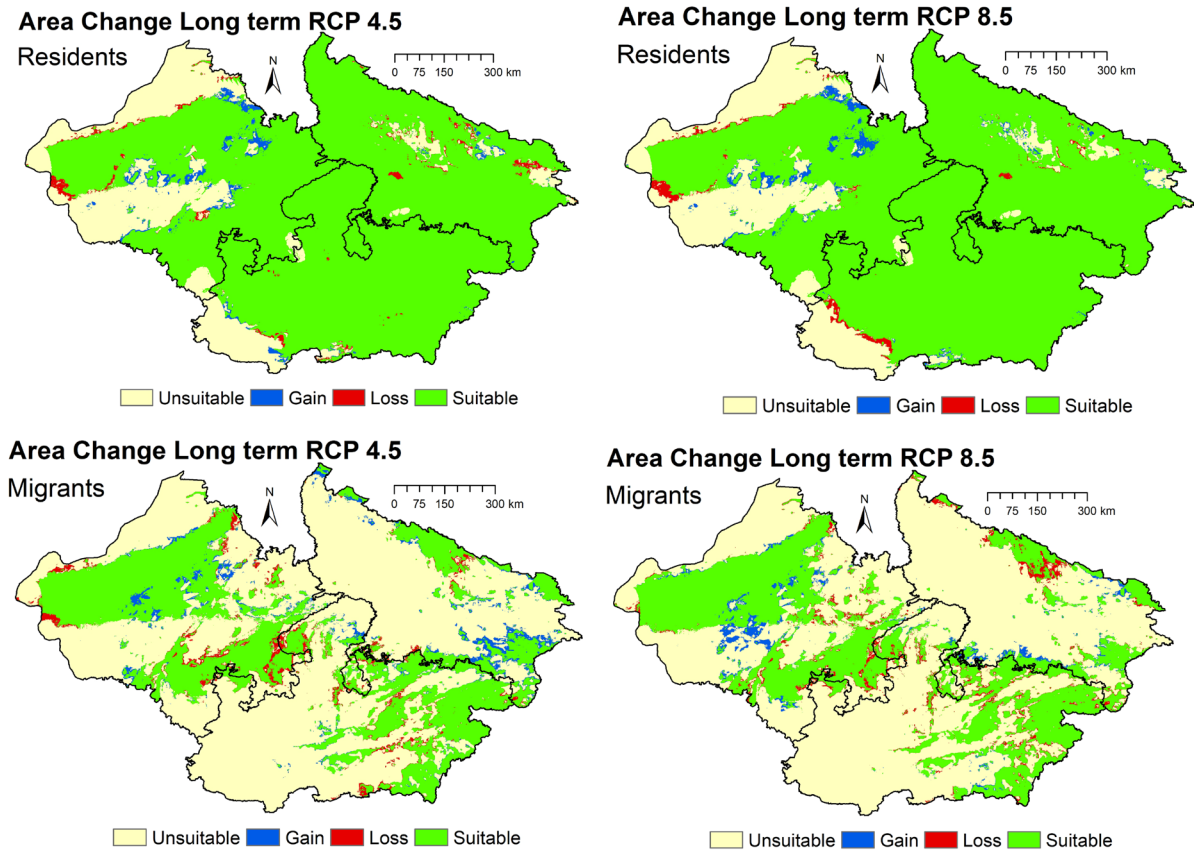 Area Change Long term RCP 4.5
Residents
N
0 75 150 300 km
Unsuitable Gain Loss Suitable
Area Change Long term RCP 8.5
Residents
N
0 75 150 300 km
Unsuitable Gain Loss Suitable
Area Change Long term RCP 4.5
Migrants
N
0 75 150 300 km
Unsuitable Gain Loss Suitable
Area Change Long term RCP 8.5
Migrants
N
0 75 150 300 km
Unsuitable Gain Loss Suitable